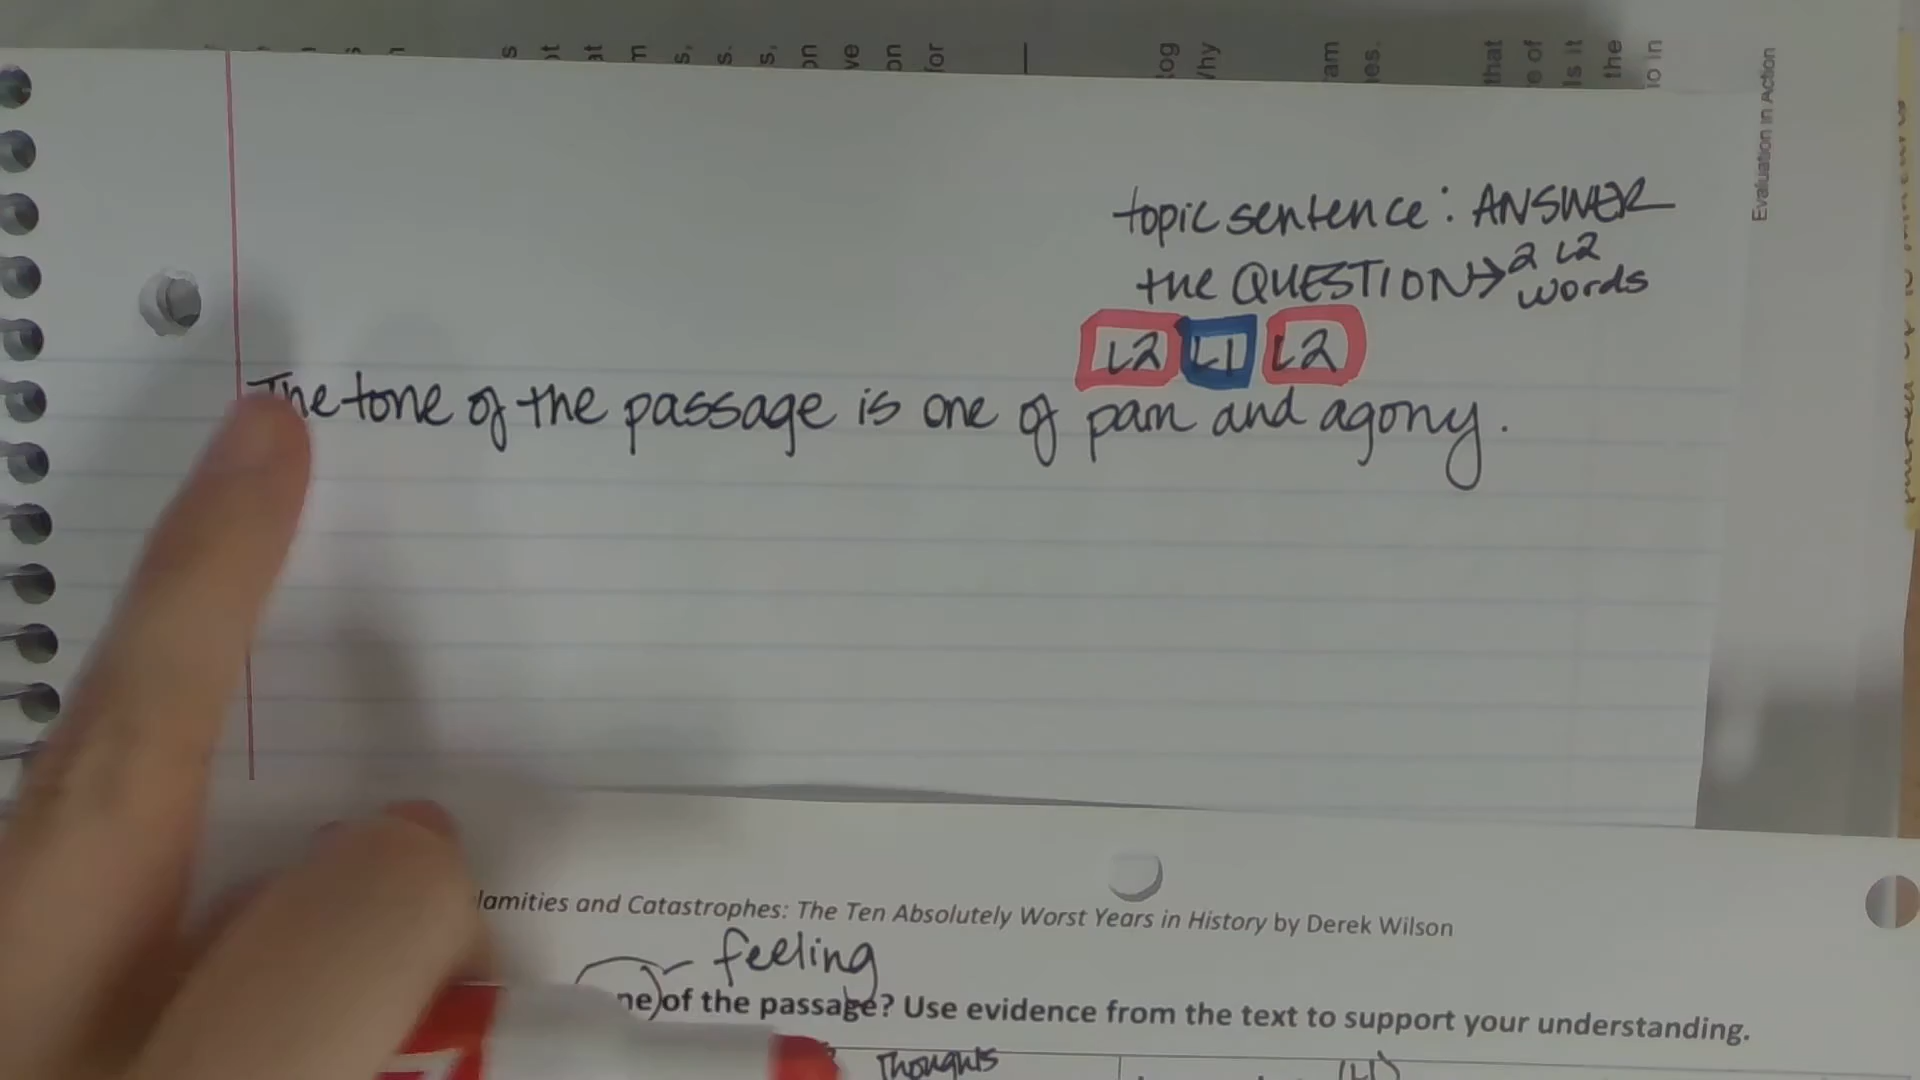 topic sentence: ANSWER
the QUESTION → 2 L2
words
L2 L1 L2
The tone of the passage is one of pain and agony.
Evaluation in Action
lamities and Catastrophes: The Ten Absolutely Worst Years in History by Derek Wilson
feeling
ne) of the passage? Use evidence from the text to support your understanding.
Thoughts
(L1)